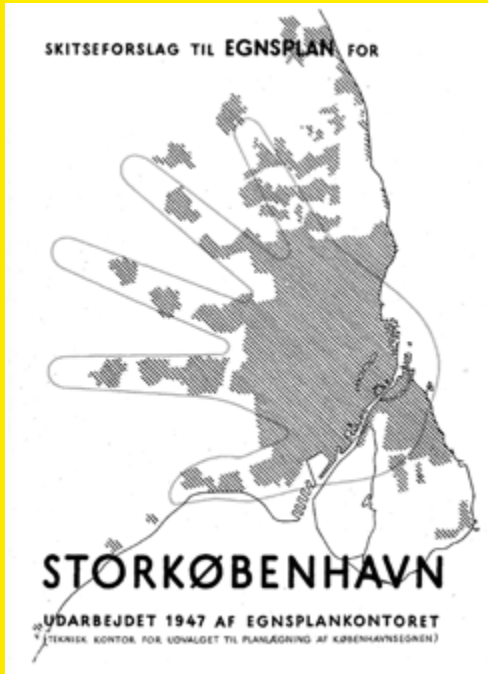 SKITSEFORSLAG TIL EGNSPLAN FOR
STORKØBENHAVN
UDARBEJDET 1947 AF EGNSPLANKONTORET
(TEKNISK KONTOR FOR UDVALGET TIL PLANLÆGNING AF KØBENHAVNSEGNEN)